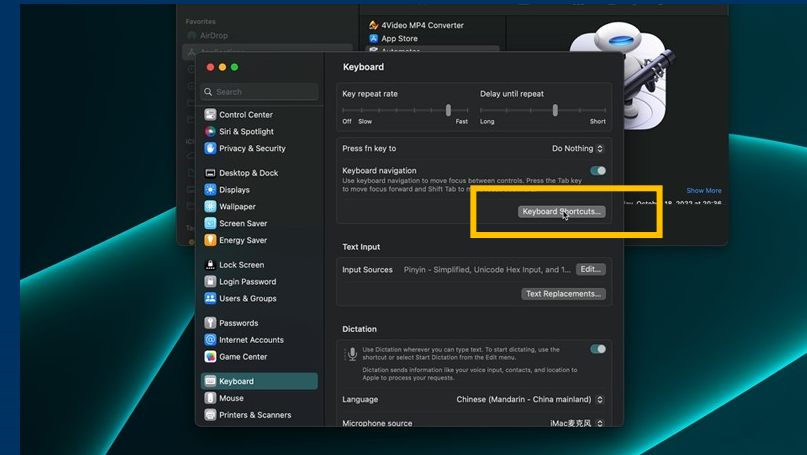 Favorites
AirDrop
Applications
4Video MP4 Converter
App Store
Automator
Show More
October 18, 2022 at 20:36
Search
Control Center
Siri & Spotlight
Privacy & Security
Desktop & Dock
Displays
Wallpaper
Screen Saver
Energy Saver
Lock Screen
Login Password
Users & Groups
Passwords
Internet Accounts
Game Center
Keyboard
Mouse
Printers & Scanners
Keyboard
Key repeat rate Delay until repeat
Off Slow Fast Long Short
Press fn key to Do Nothing
Keyboard navigation
Use keyboard navigation to move focus between controls. Press the Tab key
to move focus forward and Shift Tab to
Keyboard Shortcuts...
Text Input
Input Sources Pinyin - Simplified, Unicode Hex Input, and 1... Edit...
Text Replacements...
Dictation
Use Dictation wherever you can type text. To start dictating, use the
shortcut or select Start Dictation from the Edit menu.
Dictation sends information like your voice input, contacts, and location to
Apple to process your requests.
Language Chinese (Mandarin - China mainland)
Microphone source iMac麦克风